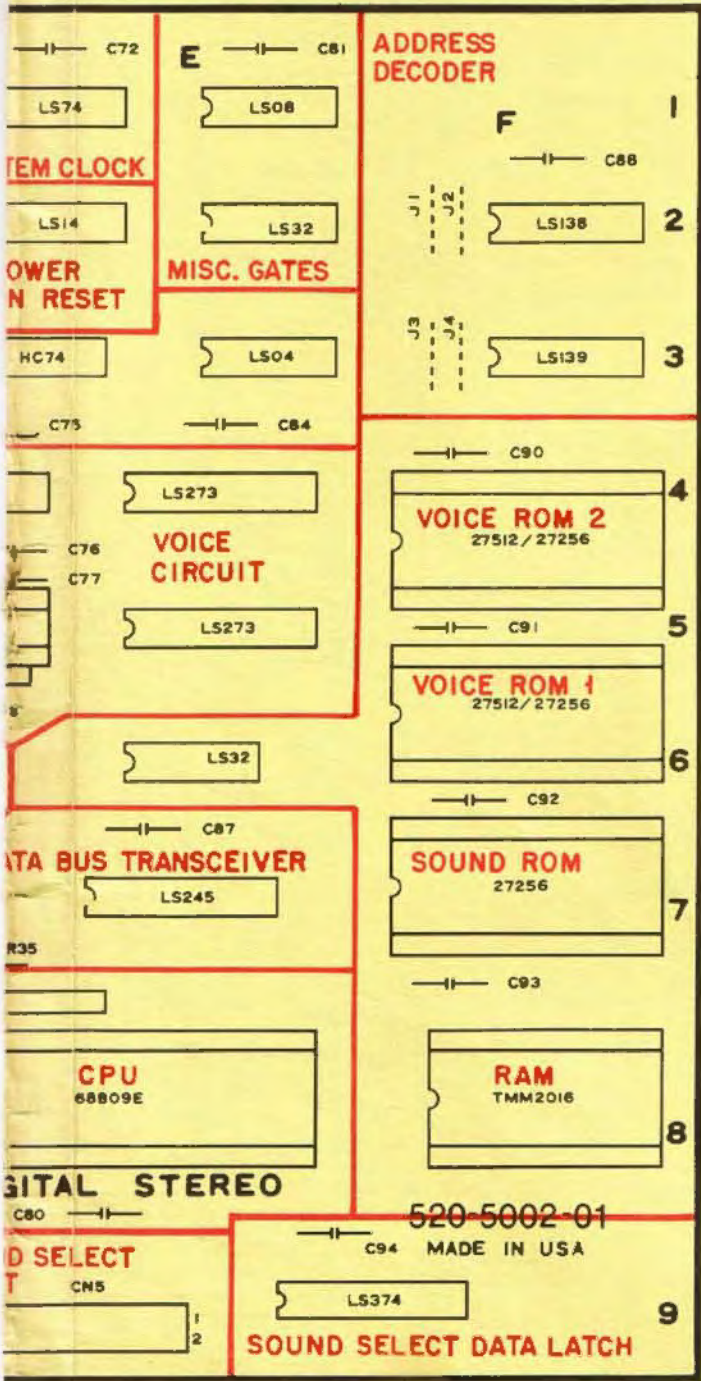 C72
E
C81
ADDRESS
DECODER
LS74
LS08
F
1
TEM CLOCK
C88
LS14
LS32
J1
J2
LS138
2
OWER
N RESET
MISC. GATES
HC74
LS04
J3
J4
LS139
3
C75
C84
C90
LS273
VOICE ROM 2
27512/27256
4
C76
C77
VOICE
CIRCUIT
LS273
C91
5
VOICE ROM 1
27512/27256
8
LS32
6
C92
C87
ATA BUS TRANSCEIVER
SOUND ROM
27256
LS245
7
R35
C93
CPU
68B09E
RAM
TMM2016
8
GITAL STEREO
C80
520-5002-01
C94 MADE IN USA
D SELECT
T
CN5
1
2
LS374
9
SOUND SELECT DATA LATCH